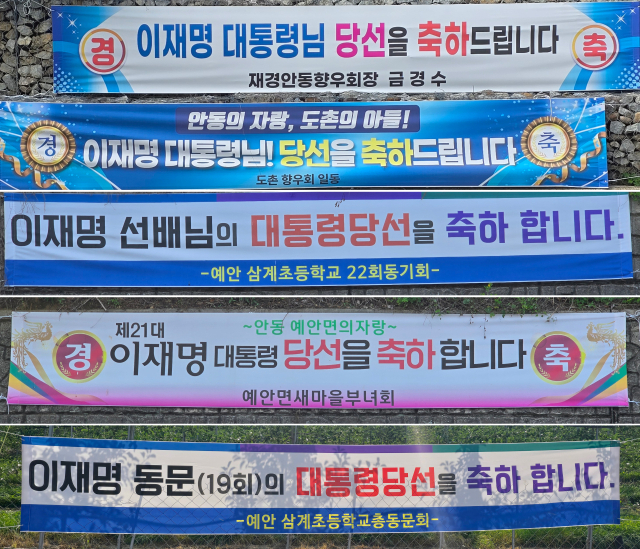 경 이재명 대통령님 당선을 축하드립니다 축
재경안동향우회장 금경수
안동의 자랑, 도촌의 아들!
경 이재명 대통령님! 당선을 축하드립니다 축
도촌 향우회 일동
이재명 선배님의 대통령당선을 축하 합니다.
-예안 삼계초등학교 22회동기회-
~안동 예안면의자랑~
제21대
경 이재명 대통령 당선을 축하 합니다 축
예안면새마을부녀회
이재명 동문(19회)의 대통령당선을 축하 합니다.
-예안 삼계초등학교총동문회-